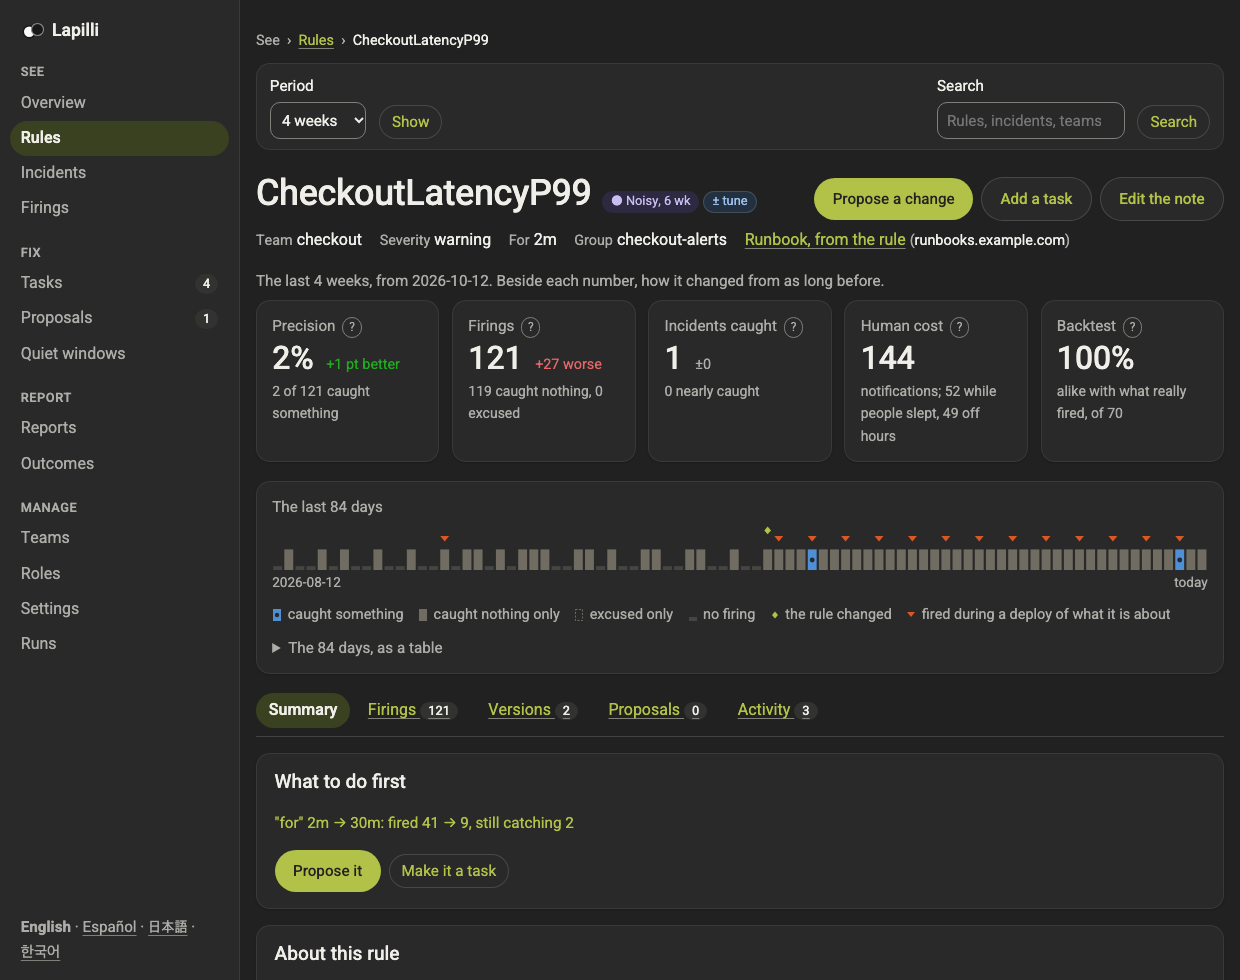 Lapilli
SEE
Overview
Rules
Incidents
Firings
FIX
Tasks 4
Proposals 1
Quiet windows
REPORT
Reports
Outcomes
MANAGE
Teams
Roles
Settings
Runs
English · Español · 日本語 ·
한국어
See › Rules › CheckoutLatencyP99
Period
4 weeks
Show
Search
Rules, incidents, teams
Search
CheckoutLatencyP99
Noisy, 6 wk
± tune
Propose a change
Add a task
Edit the note
Team checkout Severity warning For 2m Group checkout-alerts Runbook, from the rule (runbooks.example.com)
The last 4 weeks, from 2026-10-12. Beside each number, how it changed from as long before.
Precision ?
2% +1 pt better
2 of 121 caught
something
Firings ?
121 +27 worse
119 caught nothing, 0
excused
Incidents caught ?
1 ±0
0 nearly caught
Human cost ?
144
notifications; 52 while
people slept, 49 off
hours
Backtest ?
100%
alike with what really
fired, of 70
The last 84 days
2026-08-12
today
caught something caught nothing only excused only no firing the rule changed fired during a deploy of what it is about
The 84 days, as a table
Summary
Firings 121
Versions 2
Proposals 0
Activity 3
What to do first
"for" 2m → 30m: fired 41 → 9, still catching 2
Propose it
Make it a task
About this rule